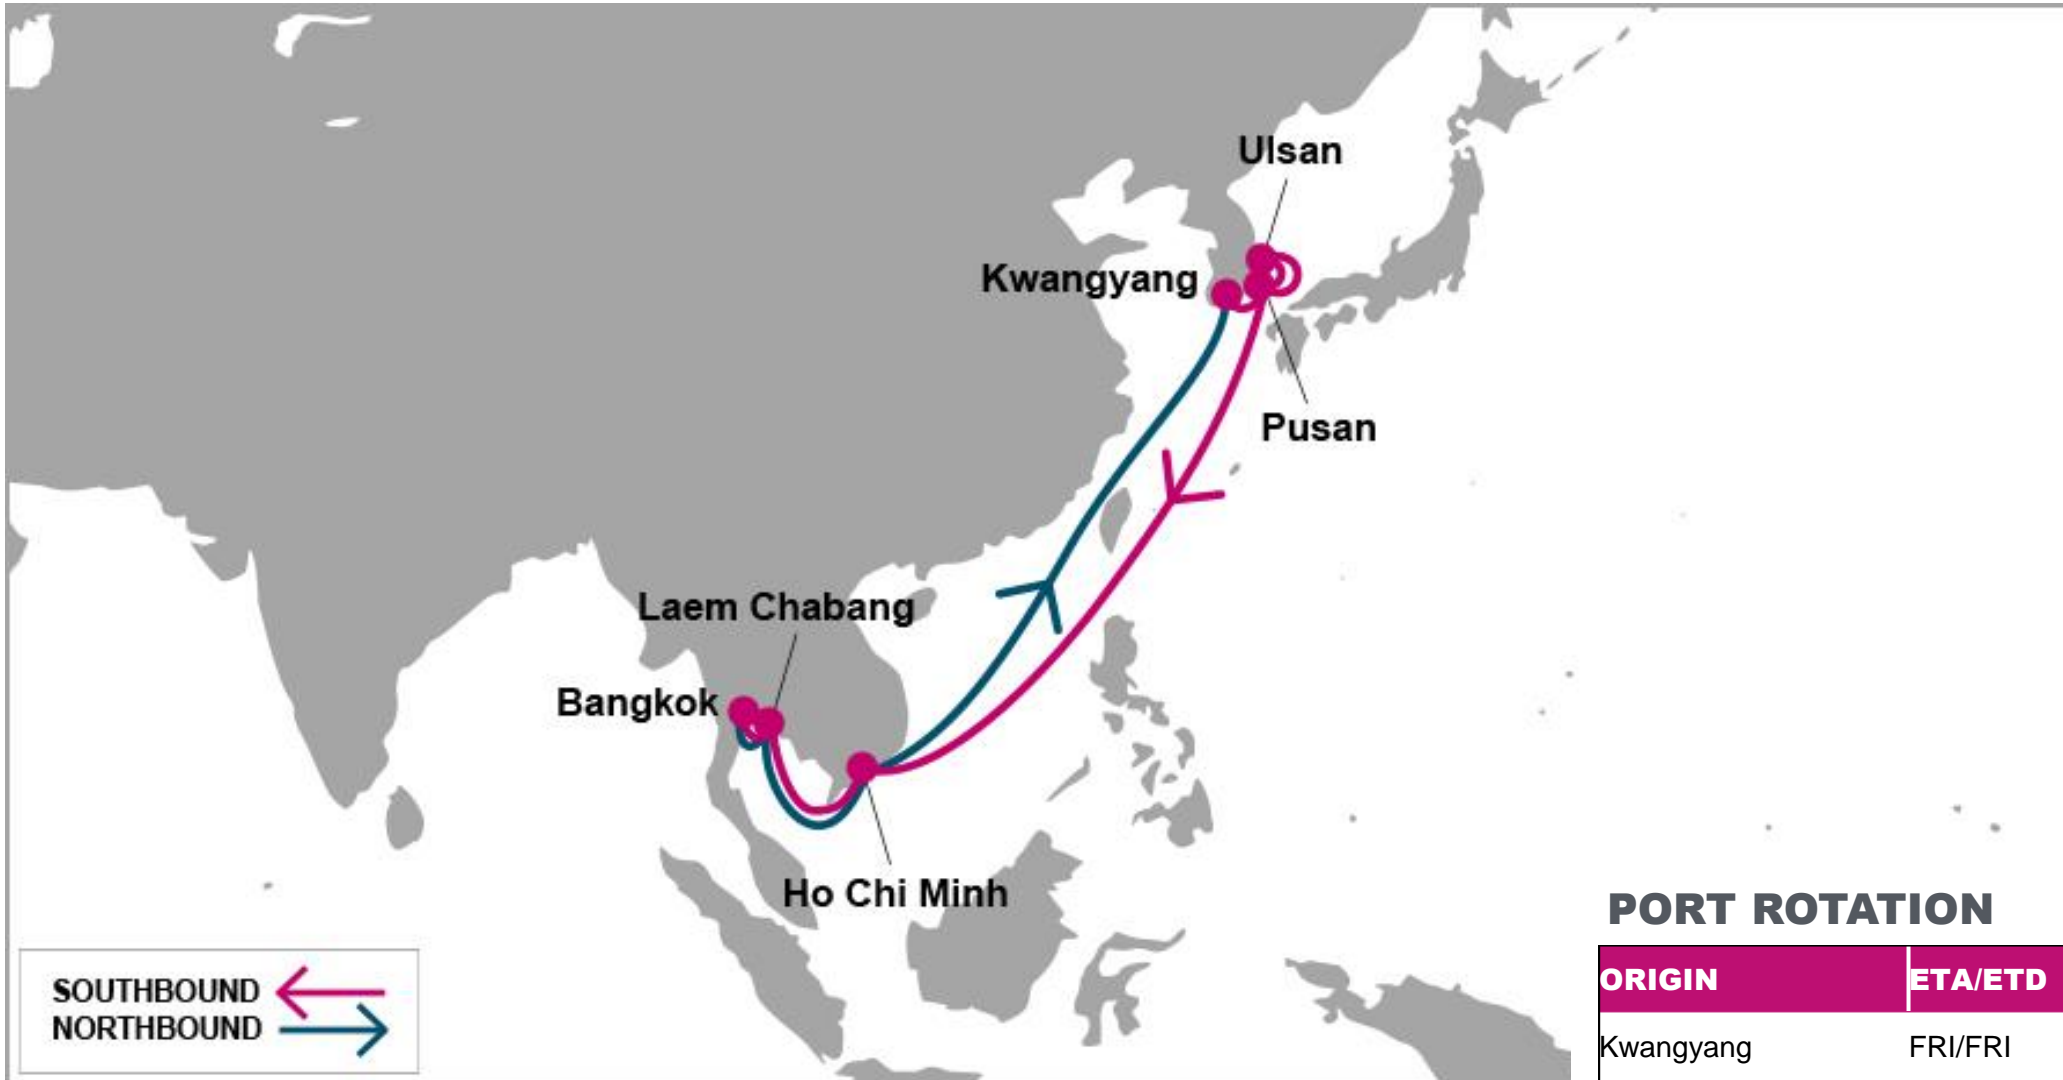 Ulsan
Kwangyang
Pusan
Laem Chabang
Bangkok
Ho Chi Minh
SOUTHBOUND
NORTHBOUND
PORT ROTATION
ORIGIN ETA/ETD
Kwangyang FRI/FRI